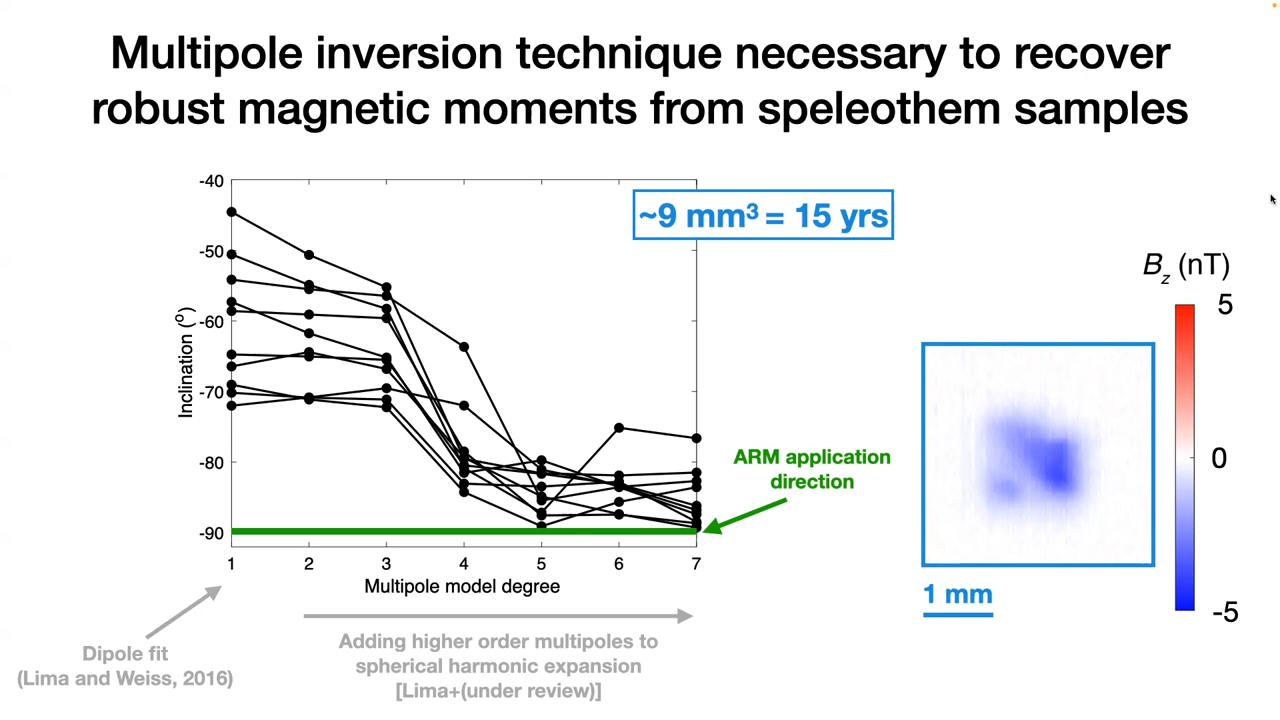 Multipole inversion technique necessary to recover
robust magnetic moments from speleothem samples
-40
-50
-60
-70
-80
-90
Inclination (º)
1 2 3 4 5 6 7
Multipole model degree
~9 mm³ = 15 yrs
ARM application
direction
Dipole fit
(Lima and Weiss, 2016)
Adding higher order multipoles to
spherical harmonic expansion
[Lima+(under review)]
Bz (nT)
5
0
-5
1 mm